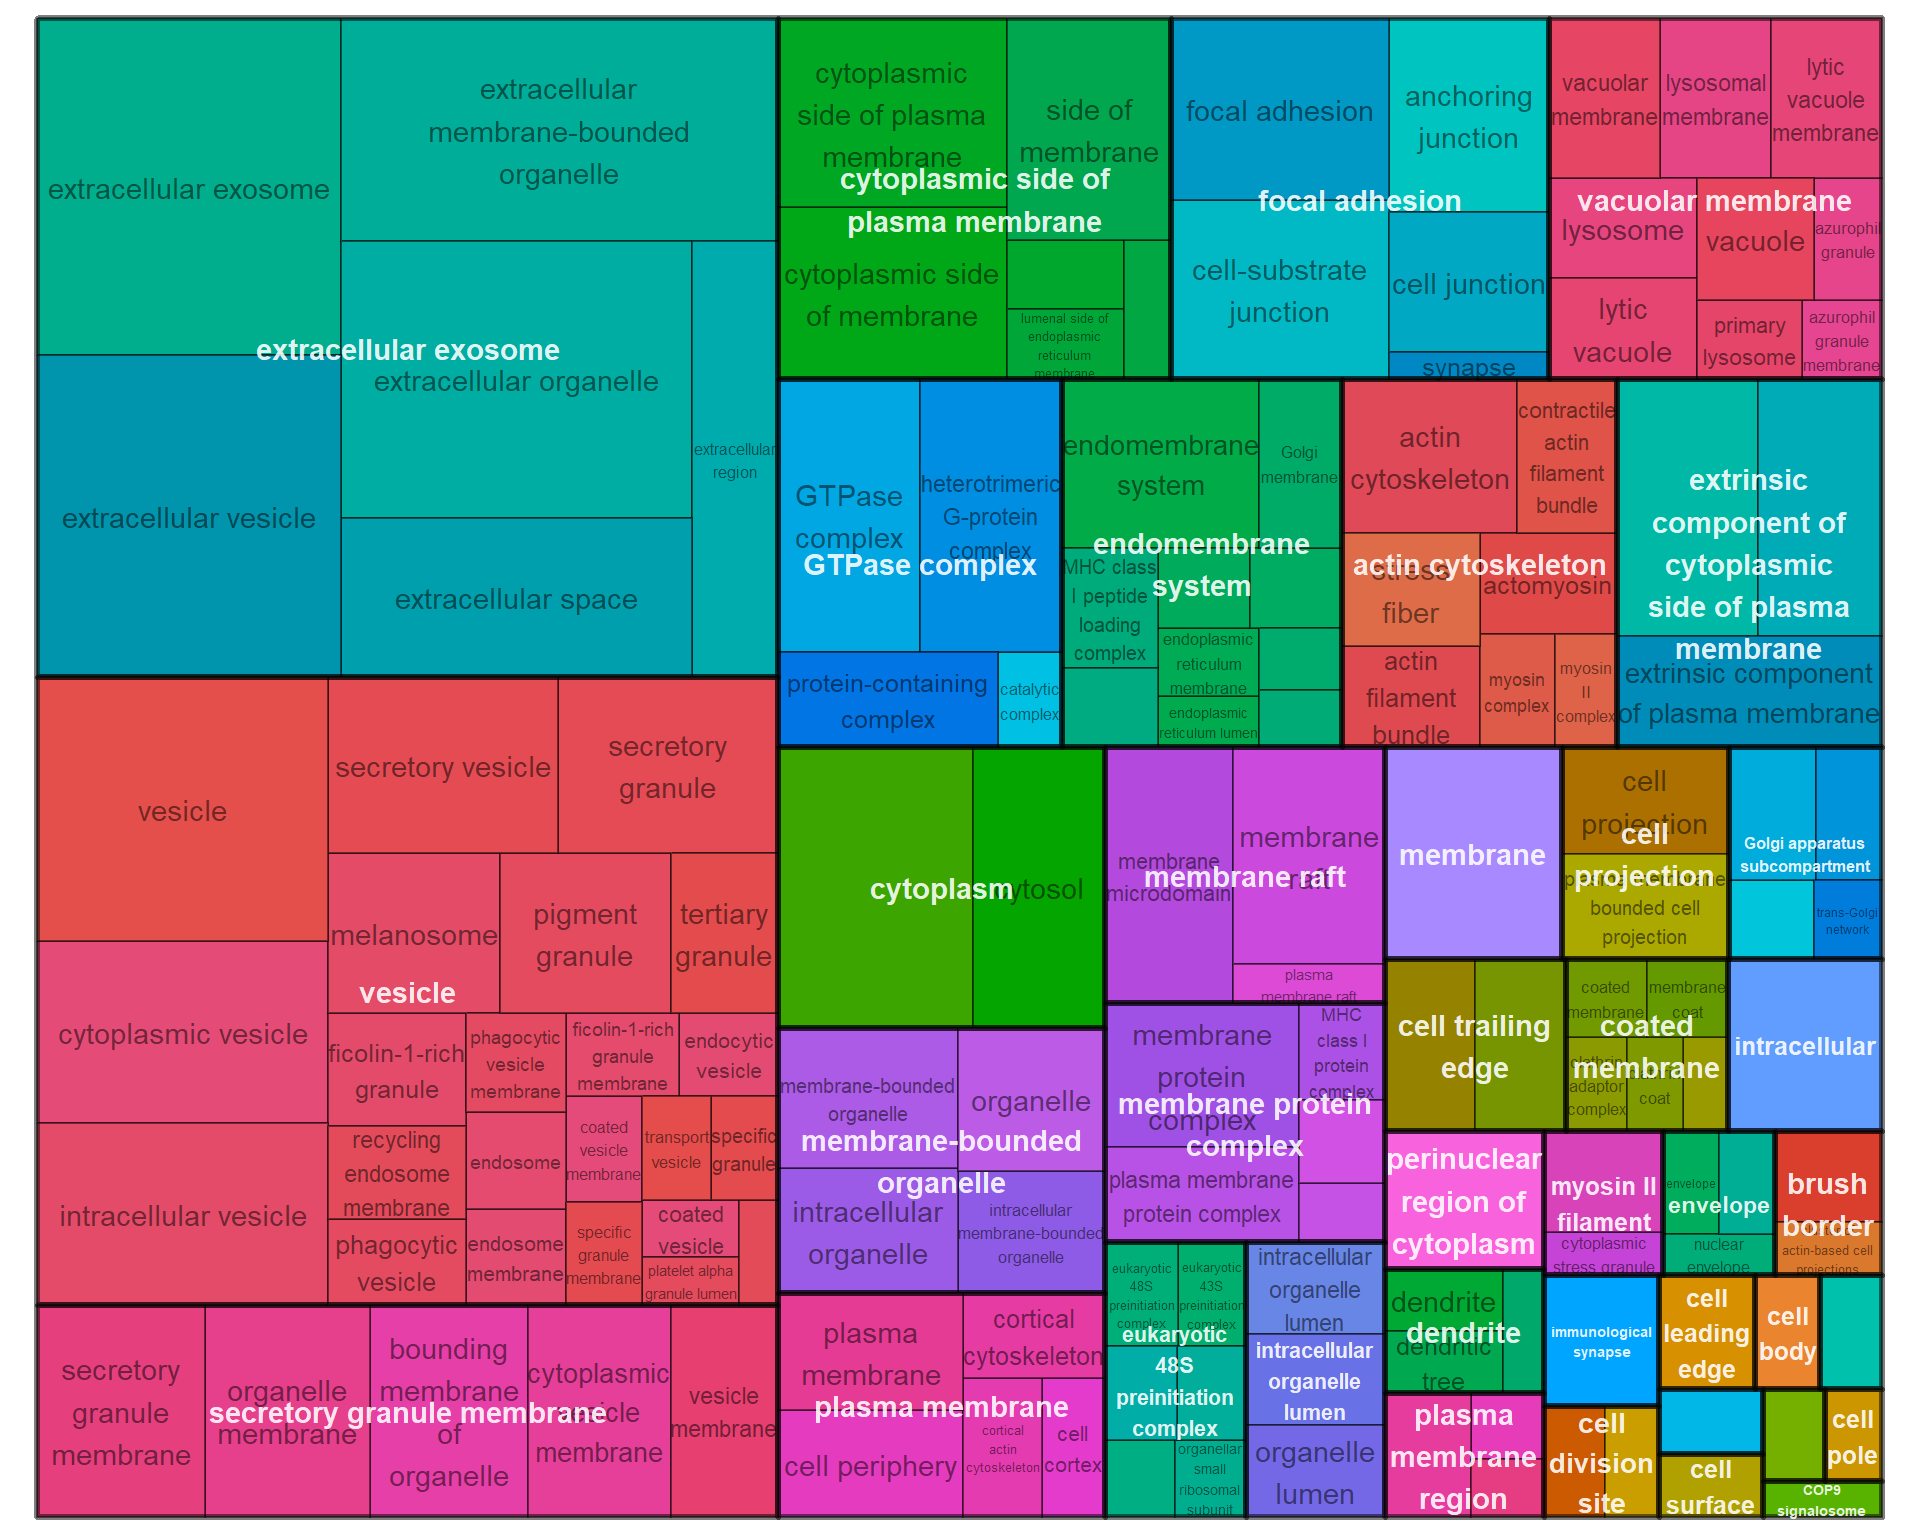 extracellular exosome
extracellular
membrane-bounded
organelle
extracellular vesicle
extracellular organelle
extracellular
region
extracellular space
extracellular exosome
cytoplasmic
side of plasma
membrane
side of
membrane
cytoplasmic side
of membrane
lumenal side of
endoplasmic
reticulum
membrane
cytoplasmic side of
plasma membrane
focal adhesion
anchoring
junction
cell-substrate
junction
cell junction
synapse
focal adhesion
vacuolar
membrane
lysosomal
membrane
lytic
vacuole
membrane
lysosome
vacuole
azurophil
granule
lytic
vacuole
primary
lysosome
azurophil
granule
membrane
vacuolar membrane
GTPase
complex
heterotrimeric
G-protein
complex
protein-containing
complex
catalytic
complex
GTPase complex
endomembrane
system
Golgi
membrane
MHC class
I peptide
loading
complex
endoplasmic
reticulum
membrane
endoplasmic
reticulum lumen
endomembrane
system
actin
cytoskeleton
contractile
actin
filament
bundle
stress
fiber
actomyosin
actin
filament
bundle
myosin
complex
myosin
II
complex
actin cytoskeleton
extrinsic
component of
cytoplasmic
side of plasma
membrane
extrinsic component
of plasma membrane
vesicle
secretory vesicle
secretory
granule
melanosome
pigment
granule
tertiary
granule
cytoplasmic vesicle
intracellular vesicle
ficolin-1-rich
granule
phagocytic
vesicle
membrane
ficolin-1-rich
granule
membrane
endocytic
vesicle
recycling
endosome
membrane
endosome
coated
vesicle
membrane
transport
vesicle
specific
granule
phagocytic
vesicle
endosome
membrane
specific
granule
membrane
coated
vesicle
platelet alpha
granule lumen
vesicle
cytoplasm
cytosol
membrane
microdomain
membrane
raft
plasma
membrane raft
membrane raft
membrane
cell
projection
bounded cell
projection
cell
projection
Golgi apparatus
subcompartment
trans-Golgi
network
membrane-bounded
organelle
organelle
intracellular
organelle
intracellular
membrane-bounded
organelle
membrane-bounded
organelle
membrane
protein
complex
MHC
class I
protein
complex
plasma membrane
protein complex
membrane protein
complex
cell trailing
edge
coated
membrane
membrane
coat
clathrin
adaptor
complex
coat
coated
membrane
intracellular
perinuclear
region of
cytoplasm
myosin II
filament
cytoplasmic
stress granule
envelope
envelope
nuclear
envelope
brush
border
actin-based cell
projections
secretory
granule
membrane
organelle
membrane
bounding
membrane
of
organelle
cytoplasmic
vesicle
membrane
vesicle
membrane
secretory granule membrane
plasma
membrane
cortical
cytoskeleton
cell periphery
cortical
actin
cytoskeleton
cell
cortex
plasma membrane
eukaryotic
48S
preinitiation
complex
eukaryotic
43S
preinitiation
complex
organellar
small
ribosomal
subunit
eukaryotic
48S
preinitiation
complex
intracellular
organelle
lumen
intracellular
organelle
lumen
organelle
lumen
dendrite
dendritic
tree
dendrite
plasma
membrane
region
immunological
synapse
cell
leading
edge
cell
body
cell
division
site
cell
surface
cell
pole
COP9
signalosome